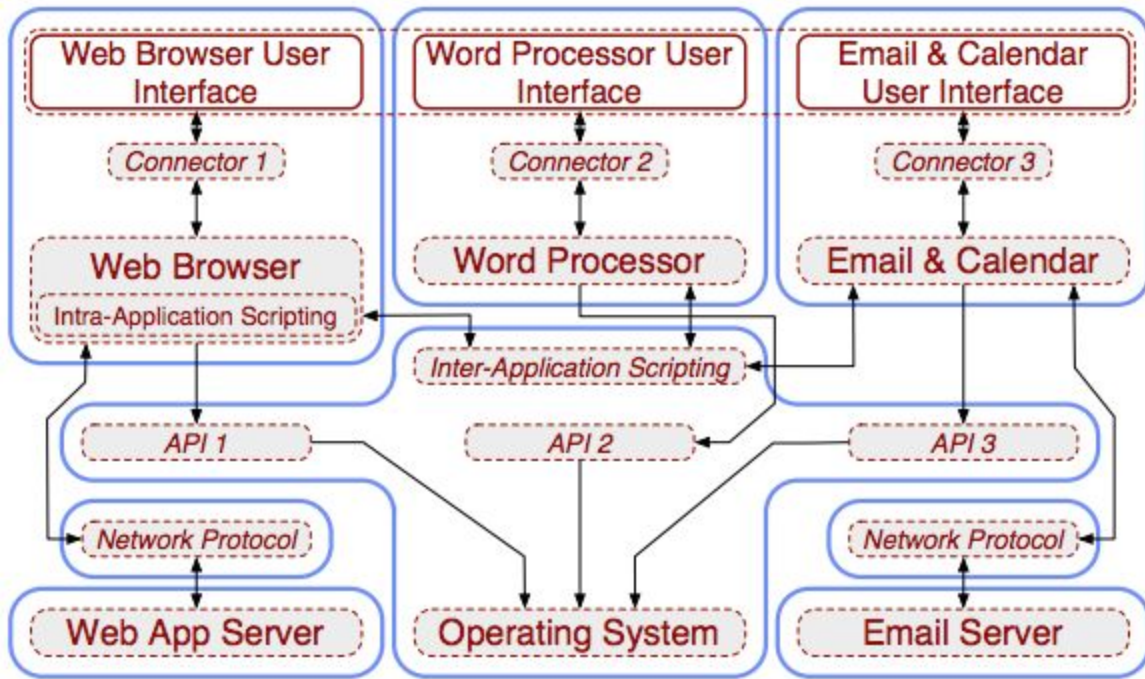 Web Browser User
Interface
Word Processor User
Interface
Email & Calendar
User Interface
Connector 1
Connector 2
Connector 3
Web Browser
Intra-Application Scripting
Word Processor
Email & Calendar
Inter-Application Scripting
API 1
API 2
API 3
Network Protocol
Network Protocol
Web App Server
Operating System
Email Server